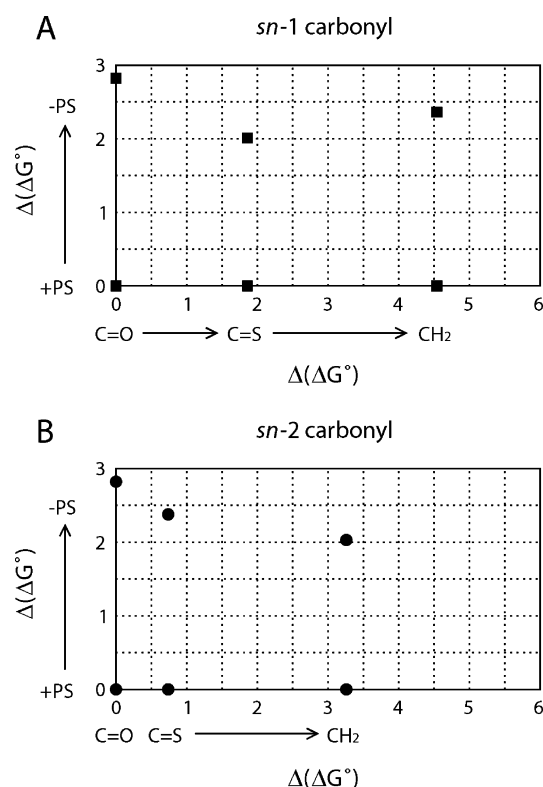 A
sn-1 carbonyl
3
-PS
2
Δ(ΔG°)
1
+PS
0
0 1 2 3 4 5 6
C=O C=S CH2
Δ(ΔG°)
B
sn-2 carbonyl
3
-PS
2
Δ(ΔG°)
1
+PS
0
0 1 2 3 4 5 6
C=O C=S CH2
Δ(ΔG°)